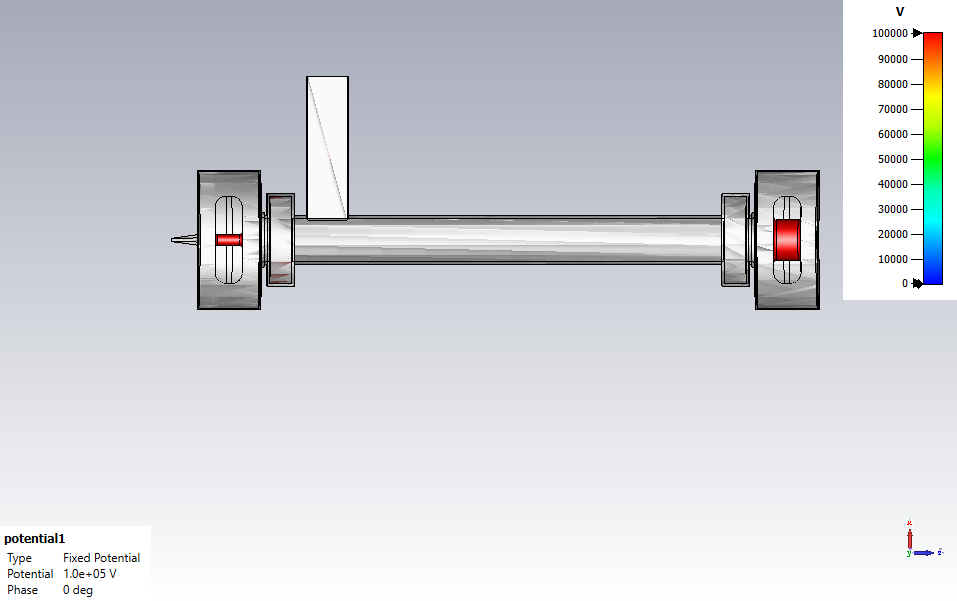 V
100000
90000
80000
70000
60000
50000
40000
30000
20000
10000
0
potential1
Type Fixed Potential
Potential 1.0e+05 V
Phase 0 deg
z